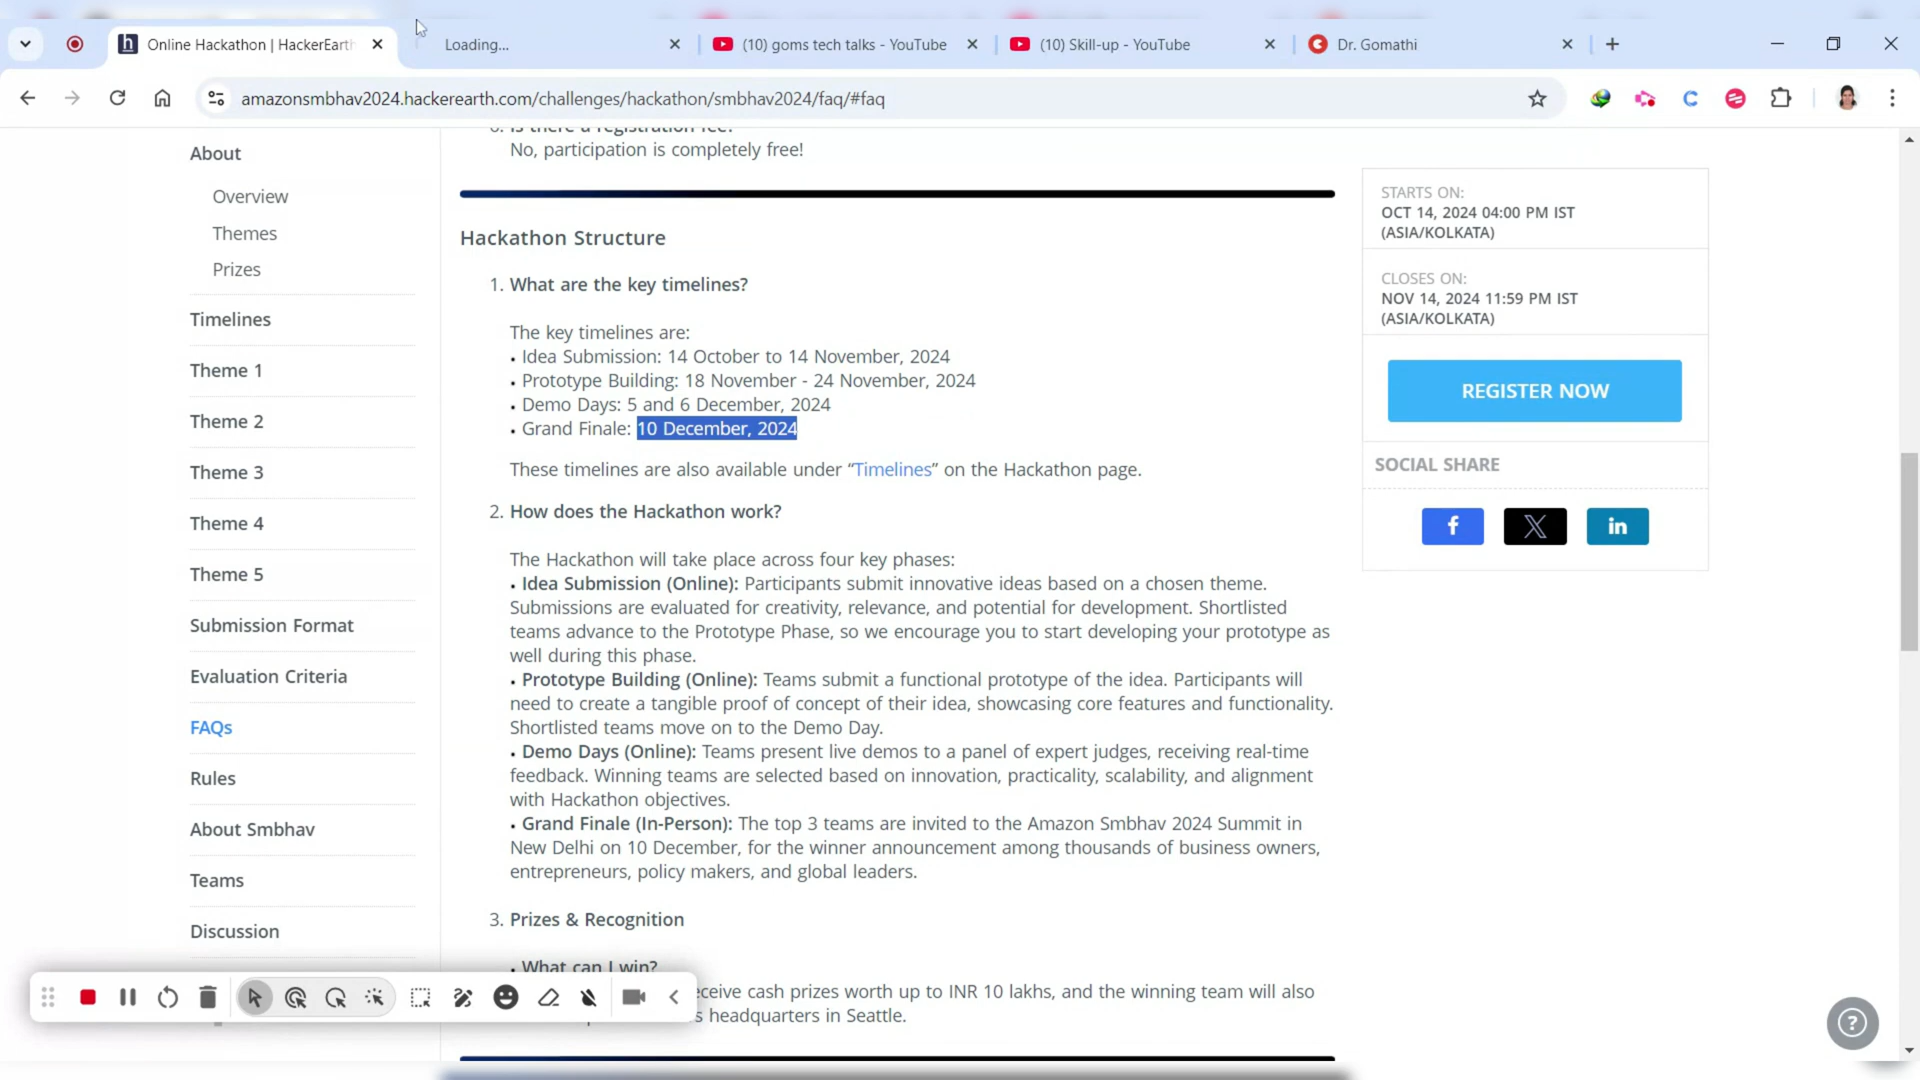 Online Hackathon | HackerEarth
Loading...
(10) goms tech talks - YouTube
(10) Skill-up - YouTube
Dr. Gomathi
amazonsmbhav2024.hackerearth.com/challenges/hackathon/smbhav2024/faq/#faq
About
Overview
Themes
Prizes
Timelines
Theme 1
Theme 2
Theme 3
Theme 4
Theme 5
Submission Format
Evaluation Criteria
FAQs
Rules
About Smbhav
Teams
Discussion
6. Is there a registration fee?
No, participation is completely free!
Hackathon Structure
1. What are the key timelines?
The key timelines are:
• Idea Submission: 14 October to 14 November, 2024
• Prototype Building: 18 November - 24 November, 2024
• Demo Days: 5 and 6 December, 2024
• Grand Finale: 10 December, 2024
These timelines are also available under “Timelines” on the Hackathon page.
2. How does the Hackathon work?
The Hackathon will take place across four key phases:
• Idea Submission (Online): Participants submit innovative ideas based on a chosen theme.
Submissions are evaluated for creativity, relevance, and potential for development. Shortlisted
teams advance to the Prototype Phase, so we encourage you to start developing your prototype as
well during this phase.
• Prototype Building (Online): Teams submit a functional prototype of the idea. Participants will
need to create a tangible proof of concept of their idea, showcasing core features and functionality.
Shortlisted teams move on to the Demo Day.
• Demo Days (Online): Teams present live demos to a panel of expert judges, receiving real-time
feedback. Winning teams are selected based on innovation, practicality, scalability, and alignment
with Hackathon objectives.
• Grand Finale (In-Person): The top 3 teams are invited to the Amazon Smbhav 2024 Summit in
New Delhi on 10 December, for the winner announcement among thousands of business owners,
entrepreneurs, policy makers, and global leaders.
3. Prizes & Recognition
• What can I win?
eceive cash prizes worth up to INR 10 lakhs, and the winning team will also
s headquarters in Seattle.
STARTS ON:
OCT 14, 2024 04:00 PM IST
(ASIA/KOLKATA)
CLOSES ON:
NOV 14, 2024 11:59 PM IST
(ASIA/KOLKATA)
REGISTER NOW
SOCIAL SHARE